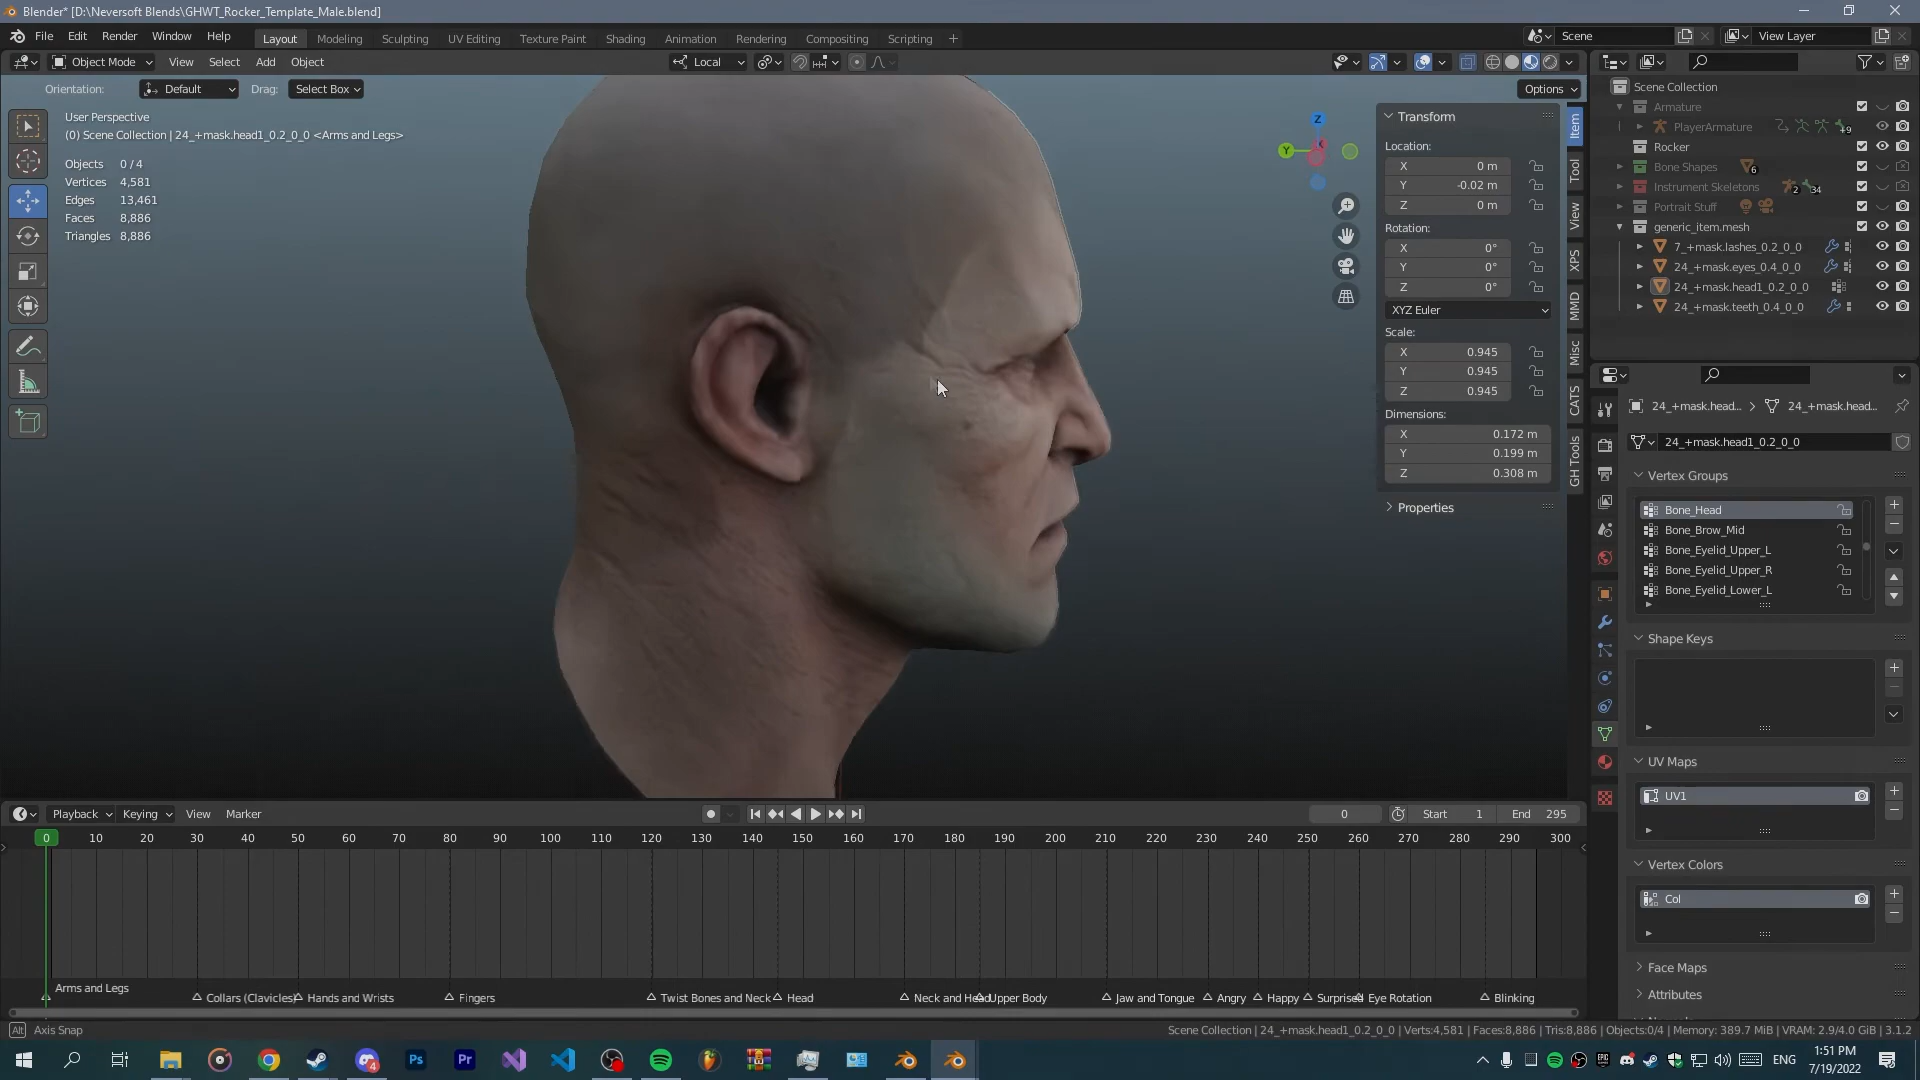 Blender* [D:\Neversoft Blends\GHWT_Rocker_Template_Male.blend]
File Edit Render Window Help
Layout Modeling Sculpting UV Editing Texture Paint Shading Animation Rendering Compositing Scripting +
Scene
View Layer
Object Mode View Select Add Object
Local
Orientation: Default Drag: Select Box
Options
User Perspective
(0) Scene Collection | 24_+mask.head1_0.2_0_0 <Arms and Legs>
Objects 0/4
Vertices 4,581
Edges 13,461
Faces 8,886
Triangles 8,886
Z
Y
Transform
Location:
X 0 m
Y -0.02 m
Z 0 m
Rotation:
X 0°
Y 0°
Z 0°
XYZ Euler
Scale:
X 0.945
Y 0.945
Z 0.945
Dimensions:
X 0.172 m
Y 0.199 m
Z 0.308 m
Properties
Item
Tool
View
XPS
MMD
Misc
CATS
GH Tools
Scene Collection
Armature
PlayerArmature +9
Rocker
Bone Shapes 6
Instrument Skeletons 2 34
Portrait Stuff
generic_item.mesh
7_+mask.lashes_0.2_0_0
24_+mask.eyes_0.4_0_0
24_+mask.head1_0.2_0_0
24_+mask.teeth_0.4_0_0
24_+mask.head... > 24_+mask.head...
24_+mask.head1_0.2_0_0
Vertex Groups
Bone_Head
Bone_Brow_Mid
Bone_Eyelid_Upper_L
Bone_Eyelid_Upper_R
Bone_Eyelid_Lower_L
Shape Keys
UV Maps
UV1
Vertex Colors
Col
Face Maps
Attributes
Playback Keying View Marker
0 Start 1 End 295
0 10 20 30 40 50 60 70 80 90 100 110 120 130 140 150 160 170 180 190 200 210 220 230 240 250 260 270 280 290 300
Arms and Legs
Collars (Clavicles) Hands and Wrists Fingers Twist Bones and Neck Head Neck and Head Upper Body Jaw and Tongue Angry Happy Surprised Eye Rotation Blinking
Alt Axis Snap
Scene Collection | 24_+mask.head1_0.2_0_0 | Verts:4,581 | Faces:8,886 | Tris:8,886 | Objects:0/4 | Memory: 389.7 MiB | VRAM: 2.9/4.0 GiB | 3.1.2
4
Ps
Pr
ENG
1:51 PM
7/19/2022